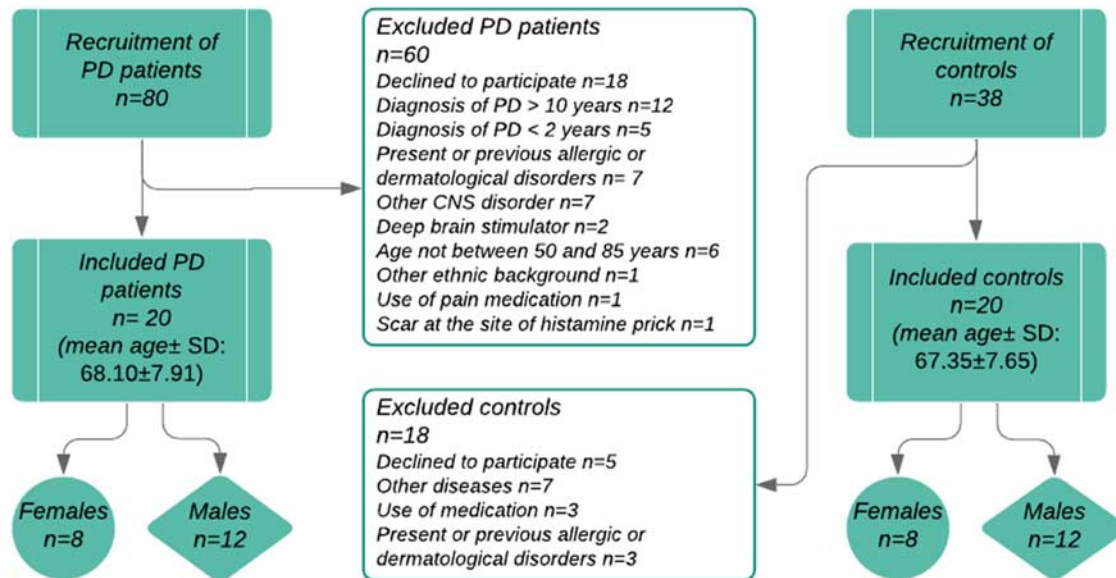 Recruitment of
PD patients
n=80
Excluded PD patients
n=60
Declined to participate n=18
Diagnosis of PD > 10 years n=12
Diagnosis of PD < 2 years n=5
Present or previous allergic or
dermatological disorders n= 7
Other CNS disorder n=7
Deep brain stimulator n=2
Age not between 50 and 85 years n=6
Other ethnic background n=1
Use of pain medication n=1
Scar at the site of histamine prick n=1
Recruitment of
controls
n=38
Included PD
patients
n= 20
(mean age± SD:
68.10±7.91)
Included controls
n=20
(mean age± SD:
67.35±7.65)
Excluded controls
n=18
Declined to participate n=5
Other diseases n=7
Use of medication n=3
Present or previous allergic or
dermatological disorders n=3
Females
n=8
Males
n=12
Females
n=8
Males
n=12